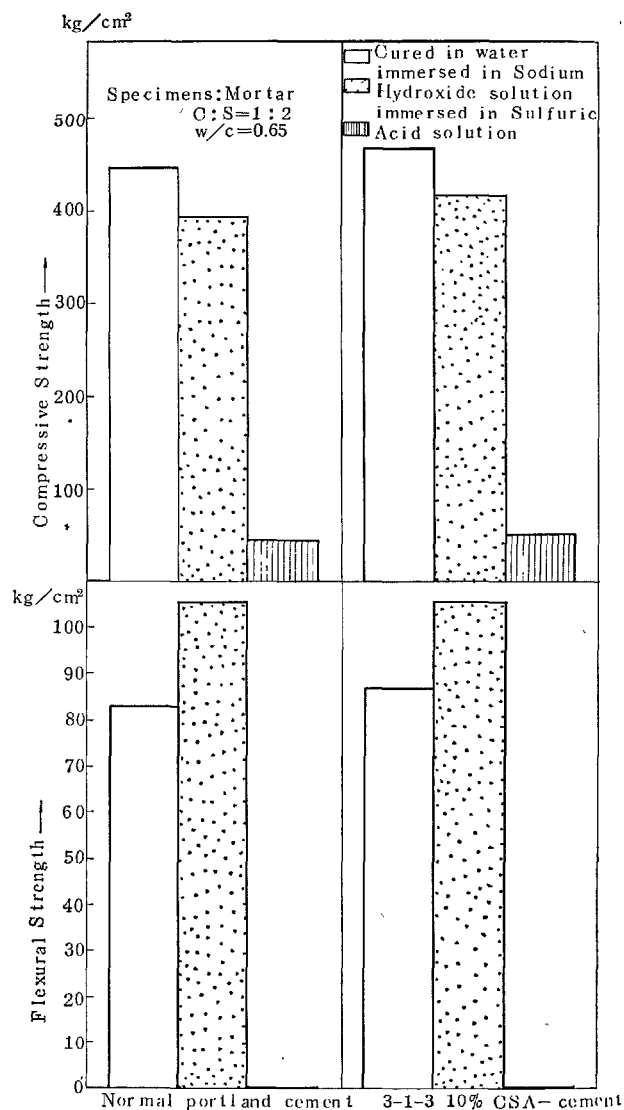 kg/cm²
Cured in water
immersed in Sodium
Hydroxide solution
immersed in Sulfuric
Acid solution
Specimens:Mortar
C:S=1:2
w/c=0.65
500
400
300
200
100
Compressive Strength
kg/cm²
100
90
80
70
60
50
40
30
20
10
0
Flexural Strength
Normal portland cement
3-1-3 10% CSA- cement